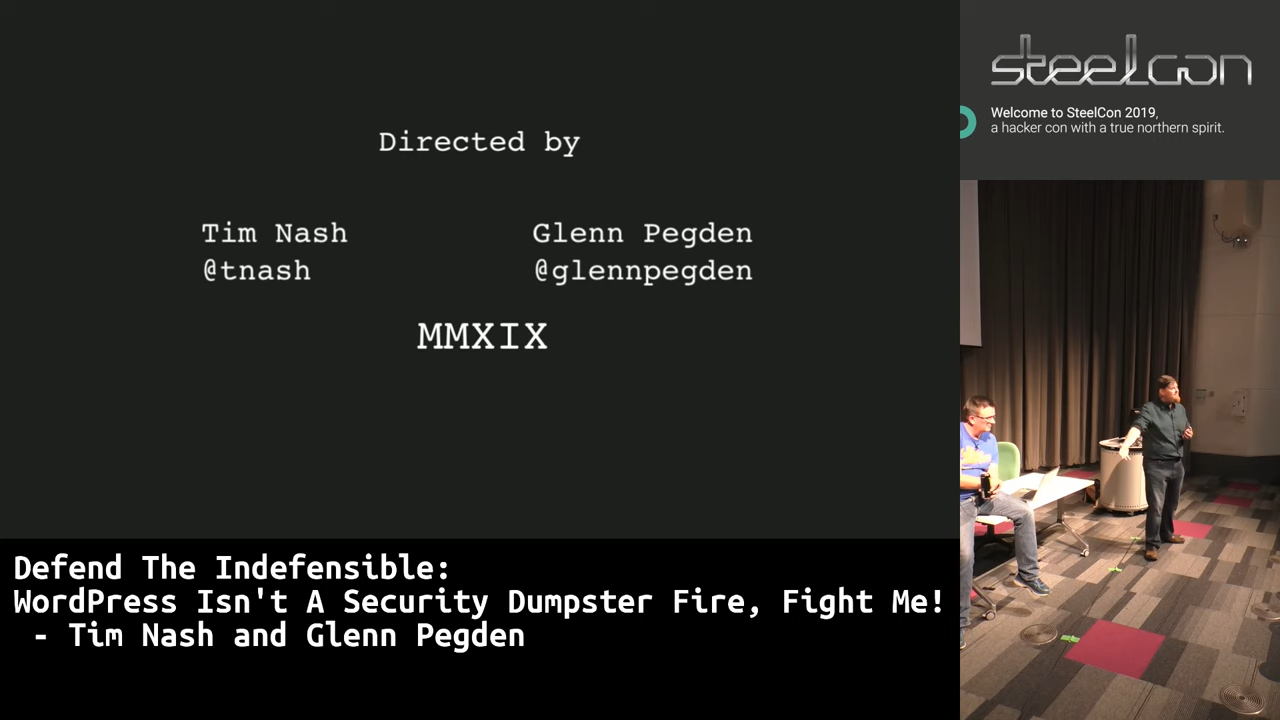 Directed by
Tim Nash
Glenn Pegden
@tnash
@glennpegden
MMXIX
Defend The Indefensible:
WordPress Isn't A Security Dumpster Fire, Fight Me!
- Tim Nash and Glenn Pegden
steelcon
Welcome to SteelCon 2019,
a hacker con with a true northern spirit.